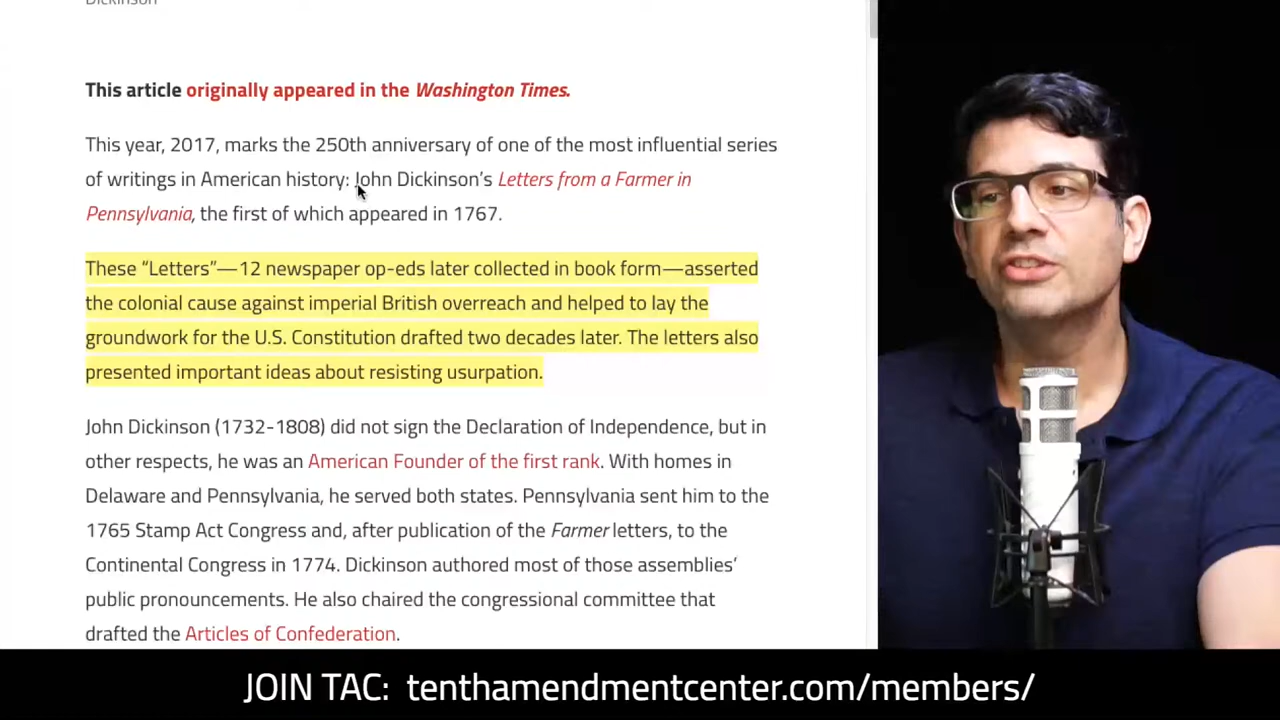 Dickinson
This article originally appeared in the Washington Times.
This year, 2017, marks the 250th anniversary of one of the most influential series
of writings in American history: John Dickinson’s Letters from a Farmer in
Pennsylvania, the first of which appeared in 1767.
These “Letters”—12 newspaper op-eds later collected in book form—asserted
the colonial cause against imperial British overreach and helped to lay the
groundwork for the U.S. Constitution drafted two decades later. The letters also
presented important ideas about resisting usurpation.
John Dickinson (1732-1808) did not sign the Declaration of Independence, but in
other respects, he was an American Founder of the first rank. With homes in
Delaware and Pennsylvania, he served both states. Pennsylvania sent him to the
1765 Stamp Act Congress and, after publication of the Farmer letters, to the
Continental Congress in 1774. Dickinson authored most of those assemblies’
public pronouncements. He also chaired the congressional committee that
drafted the Articles of Confederation.
JOIN TAC: tenthamendmentcenter.com/members/